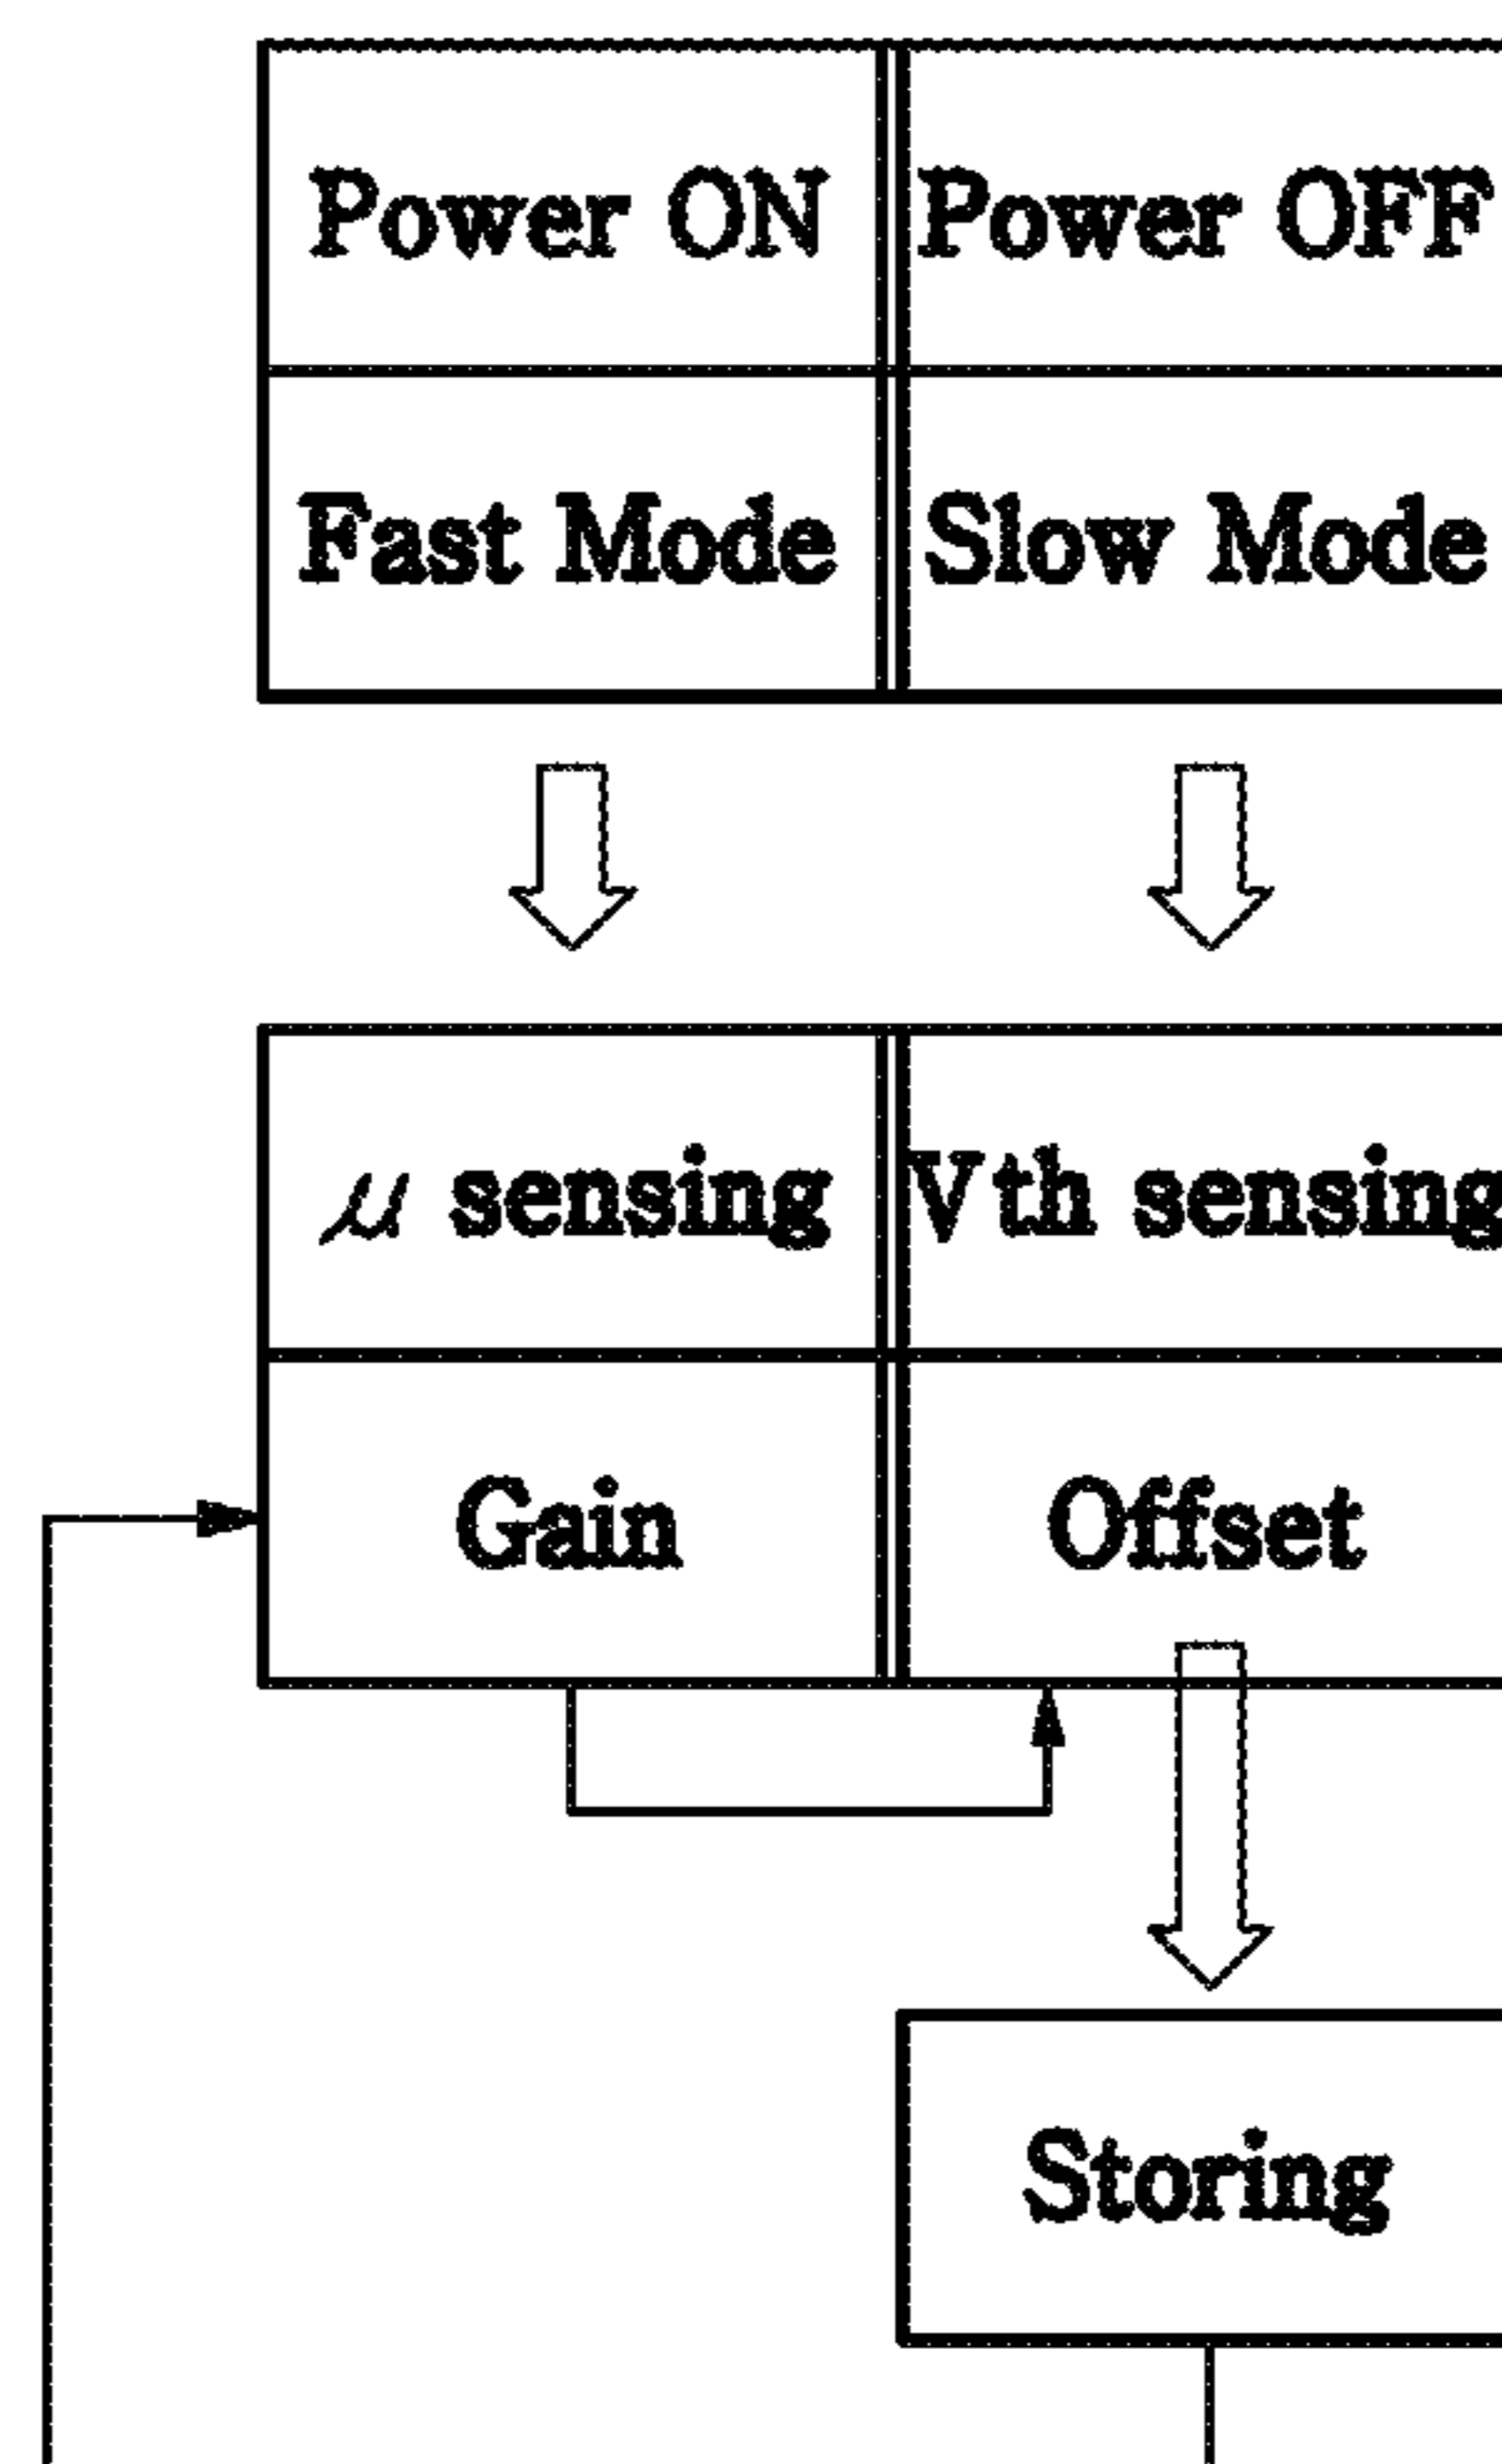 Power ON
Power OFF
Fast Mode
Slow Mode
μ sensing
Vth sensing
Gain
Offset
Storing